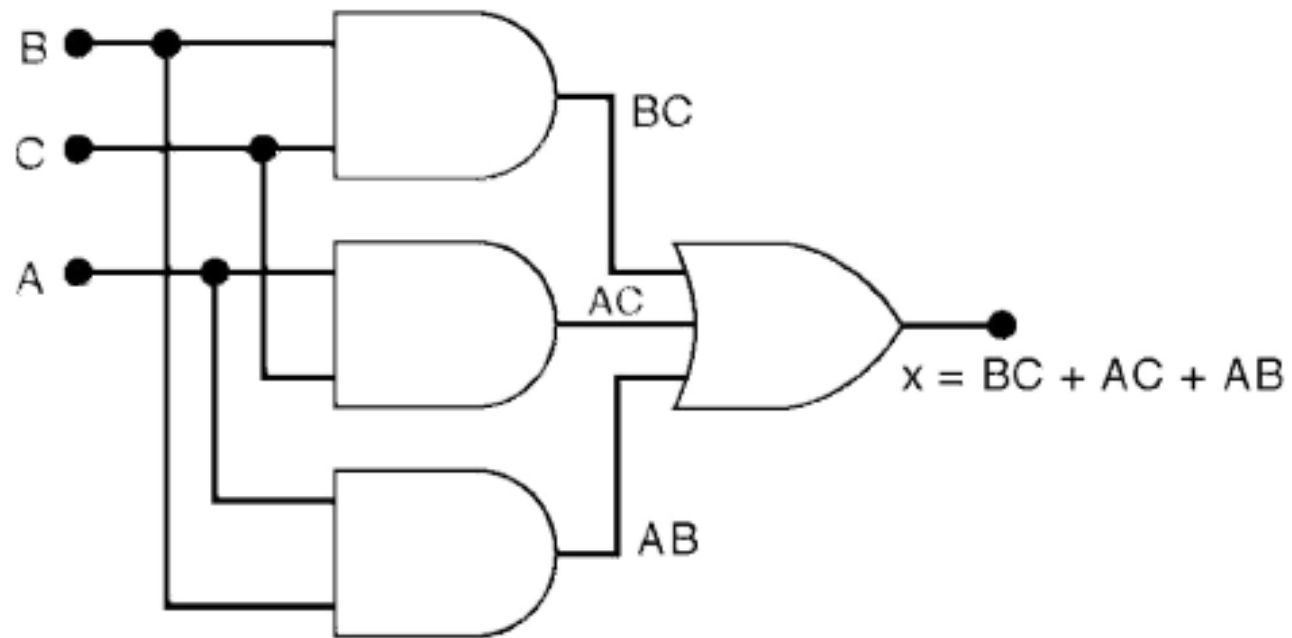 B
BC
C
A
AC
x = BC + AC + AB
AB